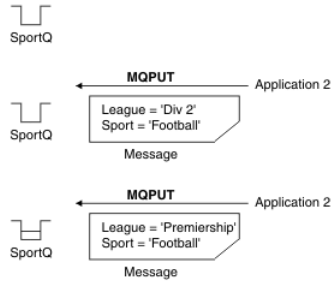 SportQ
MQPUT
Application 2
League = 'Div 2'
Sport = 'Football'
SportQ
Message
MQPUT
Application 2
League = 'Premiership'
Sport = 'Football'
SportQ
Message